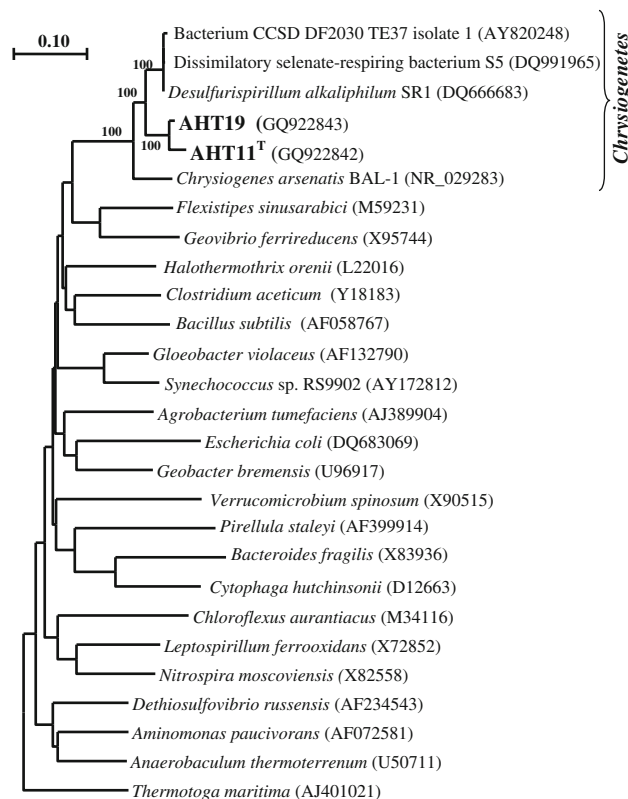 0.10
Bacterium CCSD DF2030 TE37 isolate 1 (AY820248)
100
Dissimilatory selenate-respiring bacterium S5 (DQ991965)
Desulfurispirillum alkaliphilum SR1 (DQ666683)
100
AHT19 (GQ922843)
100
100
AHT11T (GQ922842)
Chrysiogenes arsenatis BAL-1 (NR_029283)
Chrysiogenetes
Flexistipes sinusarabici (M59231)
Geovibrio ferrireducens (X95744)
Halothermothrix orenii (L22016)
Clostridium aceticum (Y18183)
Bacillus subtilis (AF058767)
Gloeobacter violaceus (AF132790)
Synechococcus sp. RS9902 (AY172812)
Agrobacterium tumefaciens (AJ389904)
Escherichia coli (DQ683069)
Geobacter bremensis (U96917)
Verrucomicrobium spinosum (X90515)
Pirellula staleyi (AF399914)
Bacteroides fragilis (X83936)
Cytophaga hutchinsonii (D12663)
Chloroflexus aurantiacus (M34116)
Leptospirillum ferrooxidans (X72852)
Nitrospira moscoviensis (X82558)
Dethiosulfovibrio russensis (AF234543)
Aminomonas paucivorans (AF072581)
Anaerobaculum thermoterrenum (U50711)
Thermotoga maritima (AJ401021)